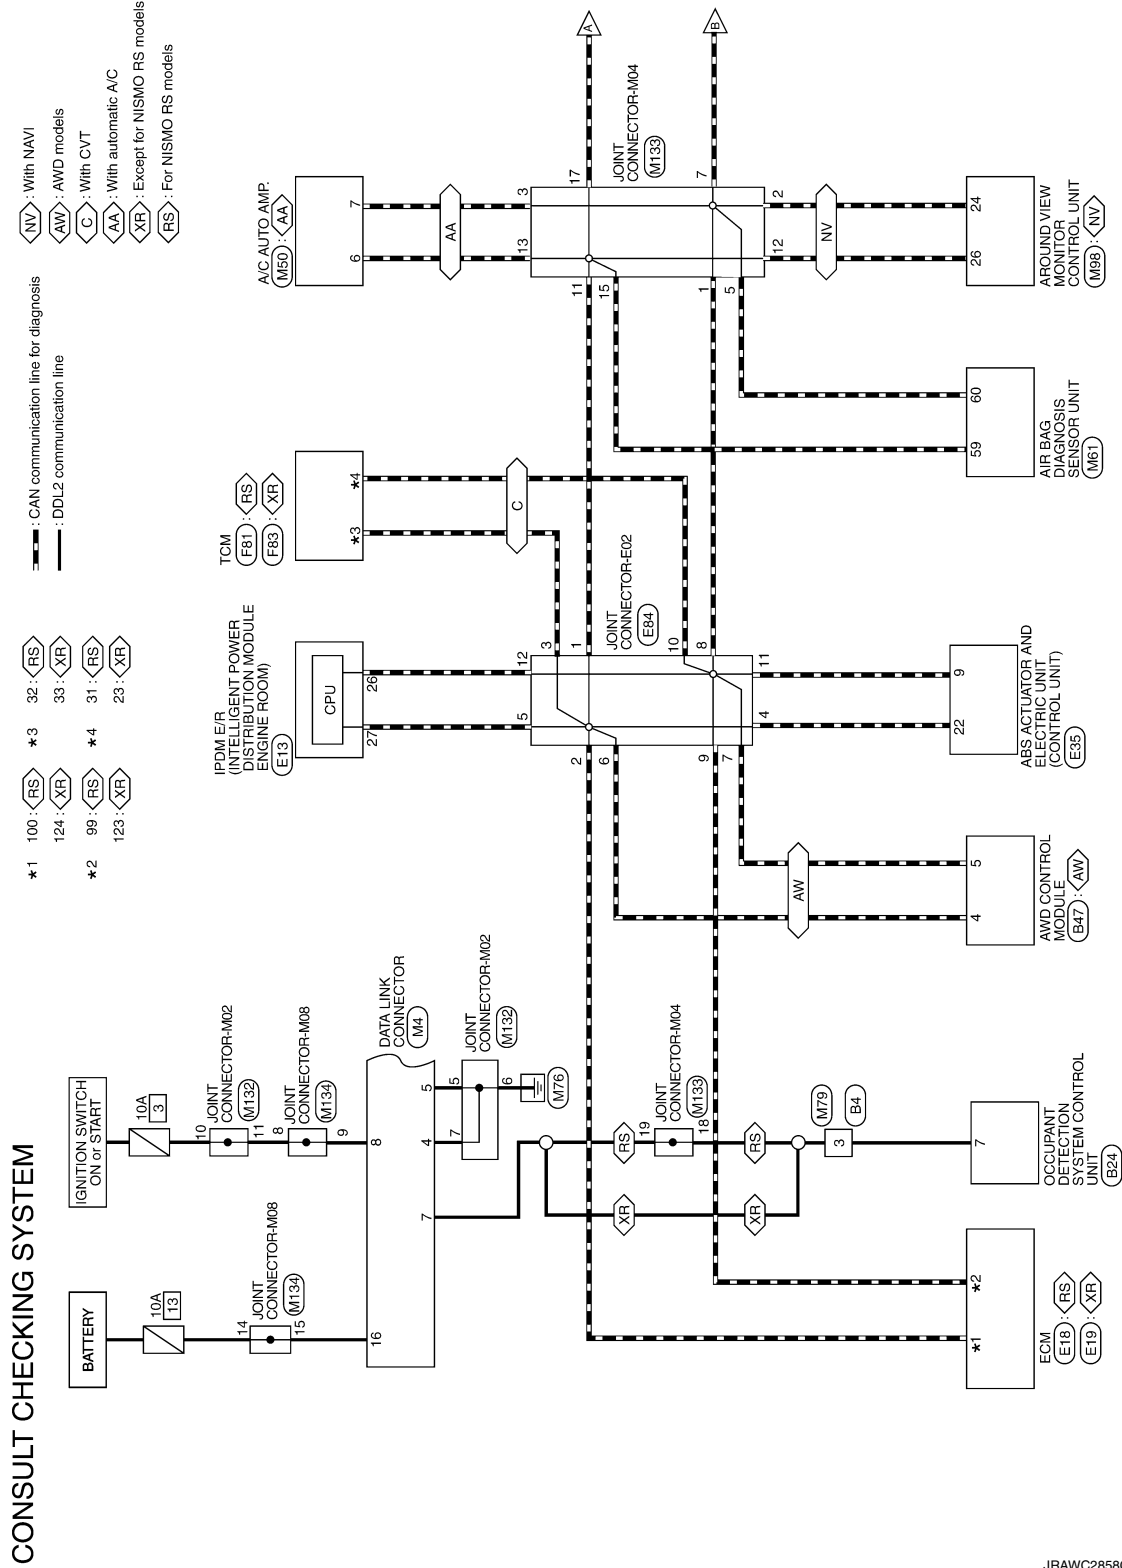 CONSULT CHECKING SYSTEM
BATTERY
10A
13
14
JOINT
CONNECTOR-M08
M134
15
16
IGNITION SWITCH
ON or START
10A
3
10
JOINT
CONNECTOR-M02
M132
11
8
JOINT
CONNECTOR-M08
M134
9
8
DATA LINK
CONNECTOR
M4
7
4
5
7
5
JOINT
CONNECTOR-M02
M132
6
M76
XR
XR
RS
19
JOINT
CONNECTOR-M04
M133
18
RS
M79
B4
3
7
OCCUPANT
DETECTION
SYSTEM CONTROL
UNIT
B24
★1
★2
ECM
E18 : RS
E19 : XR
★1 100 : RS
124 : XR
★2 99 : RS
123 : XR
★3 32 : RS
33 : XR
★4 31 : RS
23 : XR
: CAN communication line for diagnosis
: DDL2 communication line
NV : With NAVI
AW : AWD models
C : With CVT
AA : With automatic A/C
XR : Except for NISMO RS models
RS : For NISMO RS models
IPDM E/R
(INTELLIGENT POWER
DISTRIBUTION MODULE
ENGINE ROOM)
E13
CPU
27
26
5
12
3
1
JOINT
CONNECTOR-E02
E84
10
8
2
6
9
7
4
11
AW
4
5
AWD CONTROL
MODULE
B47 : AW
22
9
ABS ACTUATOR AND
ELECTRIC UNIT
(CONTROL UNIT)
E35
TCM
F81 : RS
F83 : XR
★3
★4
C
A/C AUTO AMP.
M50 : AA
6
7
AA
13
3
17
JOINT
CONNECTOR-M04
M133
7
11
15
1
5
12
2
A
B
NV
26
24
AROUND VIEW
MONITOR
CONTROL UNIT
M98 : NV
59
60
AIR BAG
DIAGNOSIS
SENSOR UNIT
M61